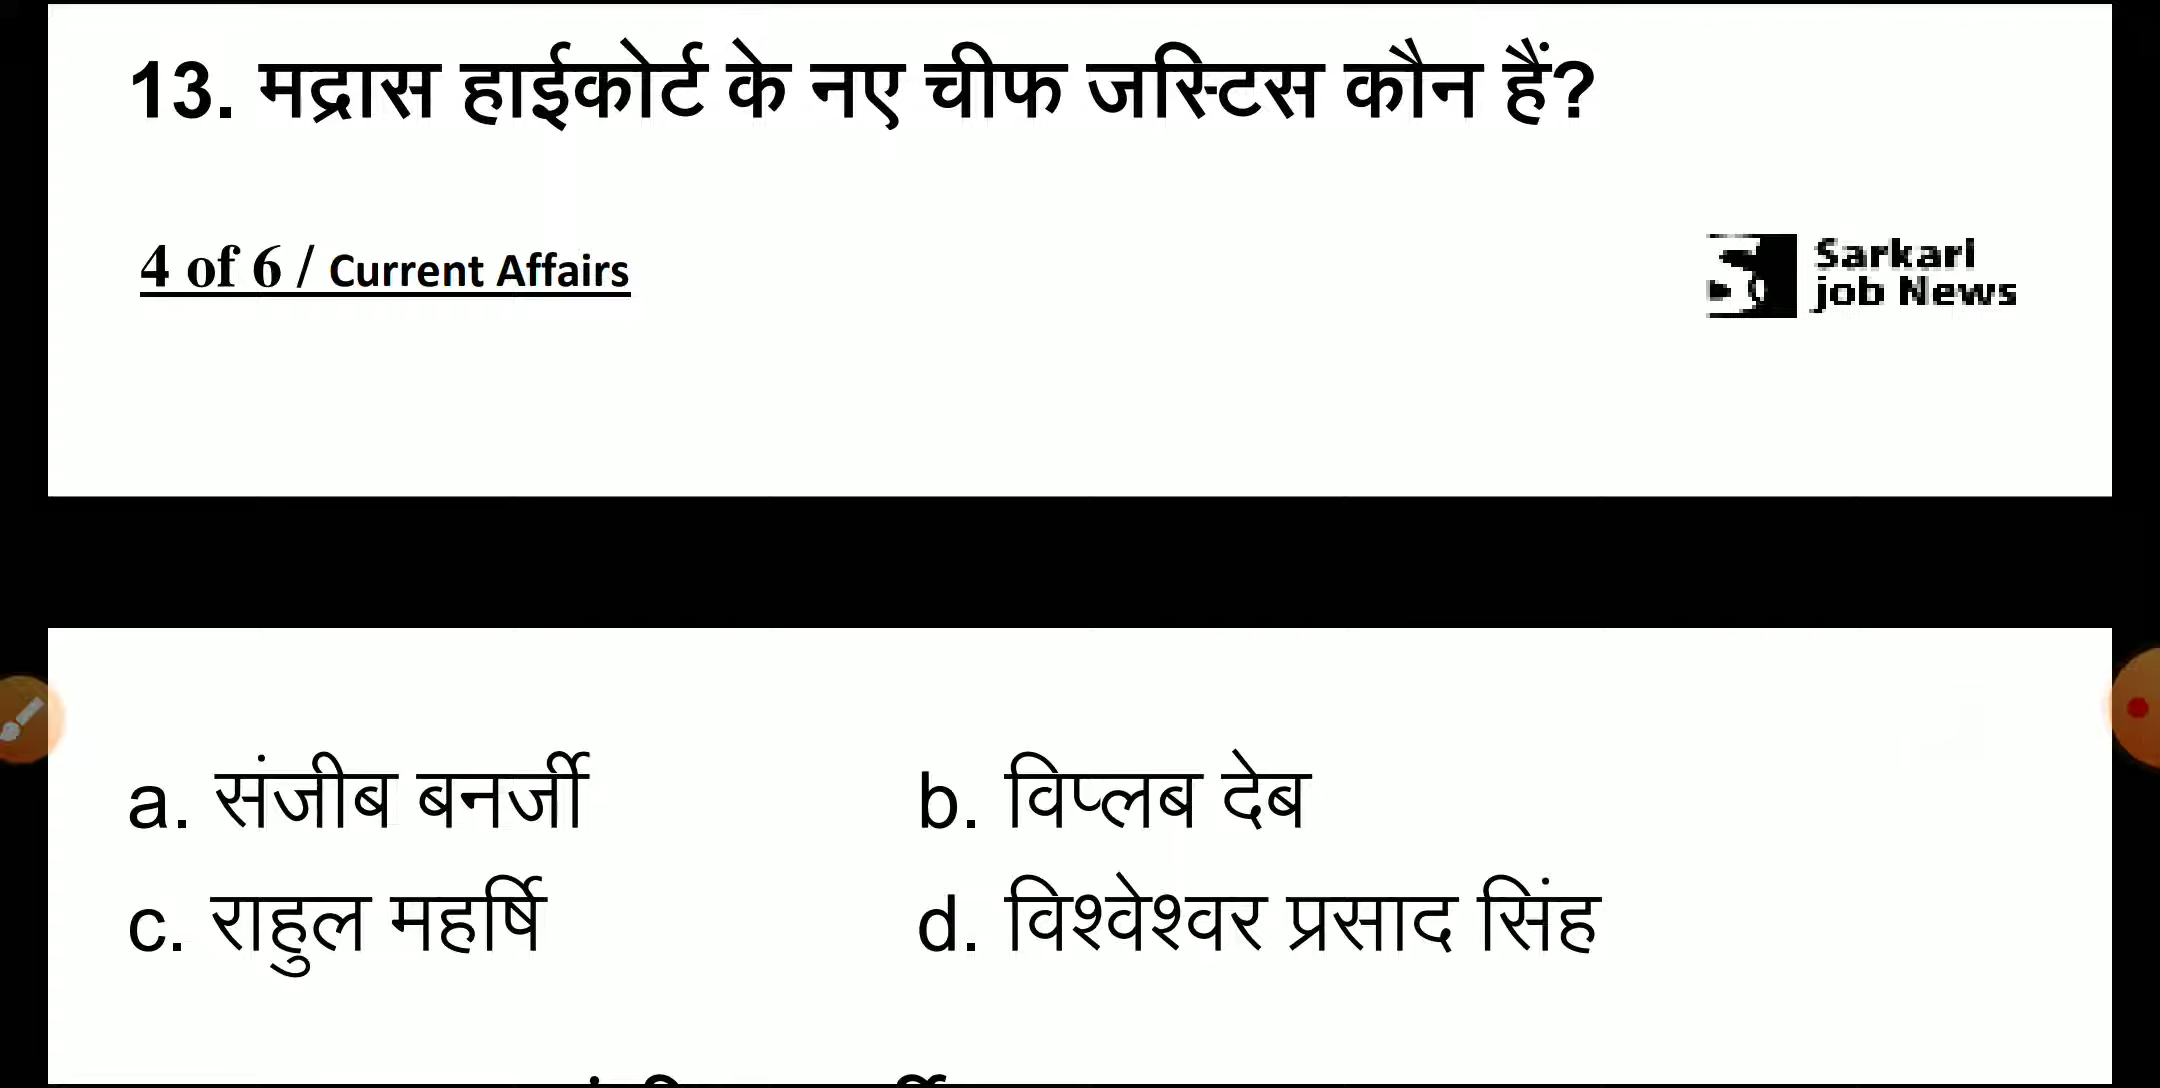 13. मद्रास हाईकोर्ट के नए चीफ जस्टिस कौन हैं?
4 of 6 / Current Affairs
Sarkari
job News
a. संजीब बनर्जी
b. विप्लब देब
c. राहुल महर्षि
d. विश्वेश्वर प्रसाद सिंह